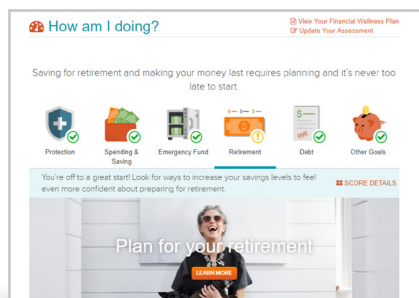 How am I doing?
View Your Financial Wellness Plan
Update Your Assessment
Saving for retirement and making your money last requires planning and it's never too
late to start.
Protection
Spending &
Saving
Emergency Fund
Retirement
Debt
Other Goals
You're off to a great start! Look for ways to increase your savings levels to feel
even more confident about preparing for retirement.
SCORE DETAILS
Plan for your retirement
LEARN MORE